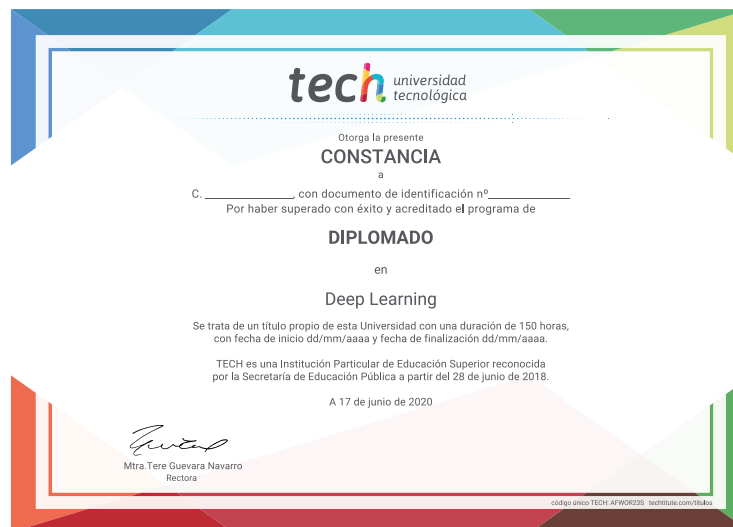 tech universidad
tecnológica
Otorga la presente
CONSTANCIA
a
C. ______________, con documento de identificación nº______________
Por haber superado con éxito y acreditado el programa de
DIPLOMADO
en
Deep Learning
Se trata de un título propio de esta Universidad con una duración de 150 horas,
con fecha de inicio dd/mm/aaaa y fecha de finalización dd/mm/aaaa.
TECH es una Institución Particular de Educación Superior reconocida
por la Secretaría de Educación Pública a partir del 28 de junio de 2018.
A 17 de junio de 2020
Mtra.Tere Guevara Navarro
Rectora
código único TECH: AFWOR23S techtitute.com/titulos